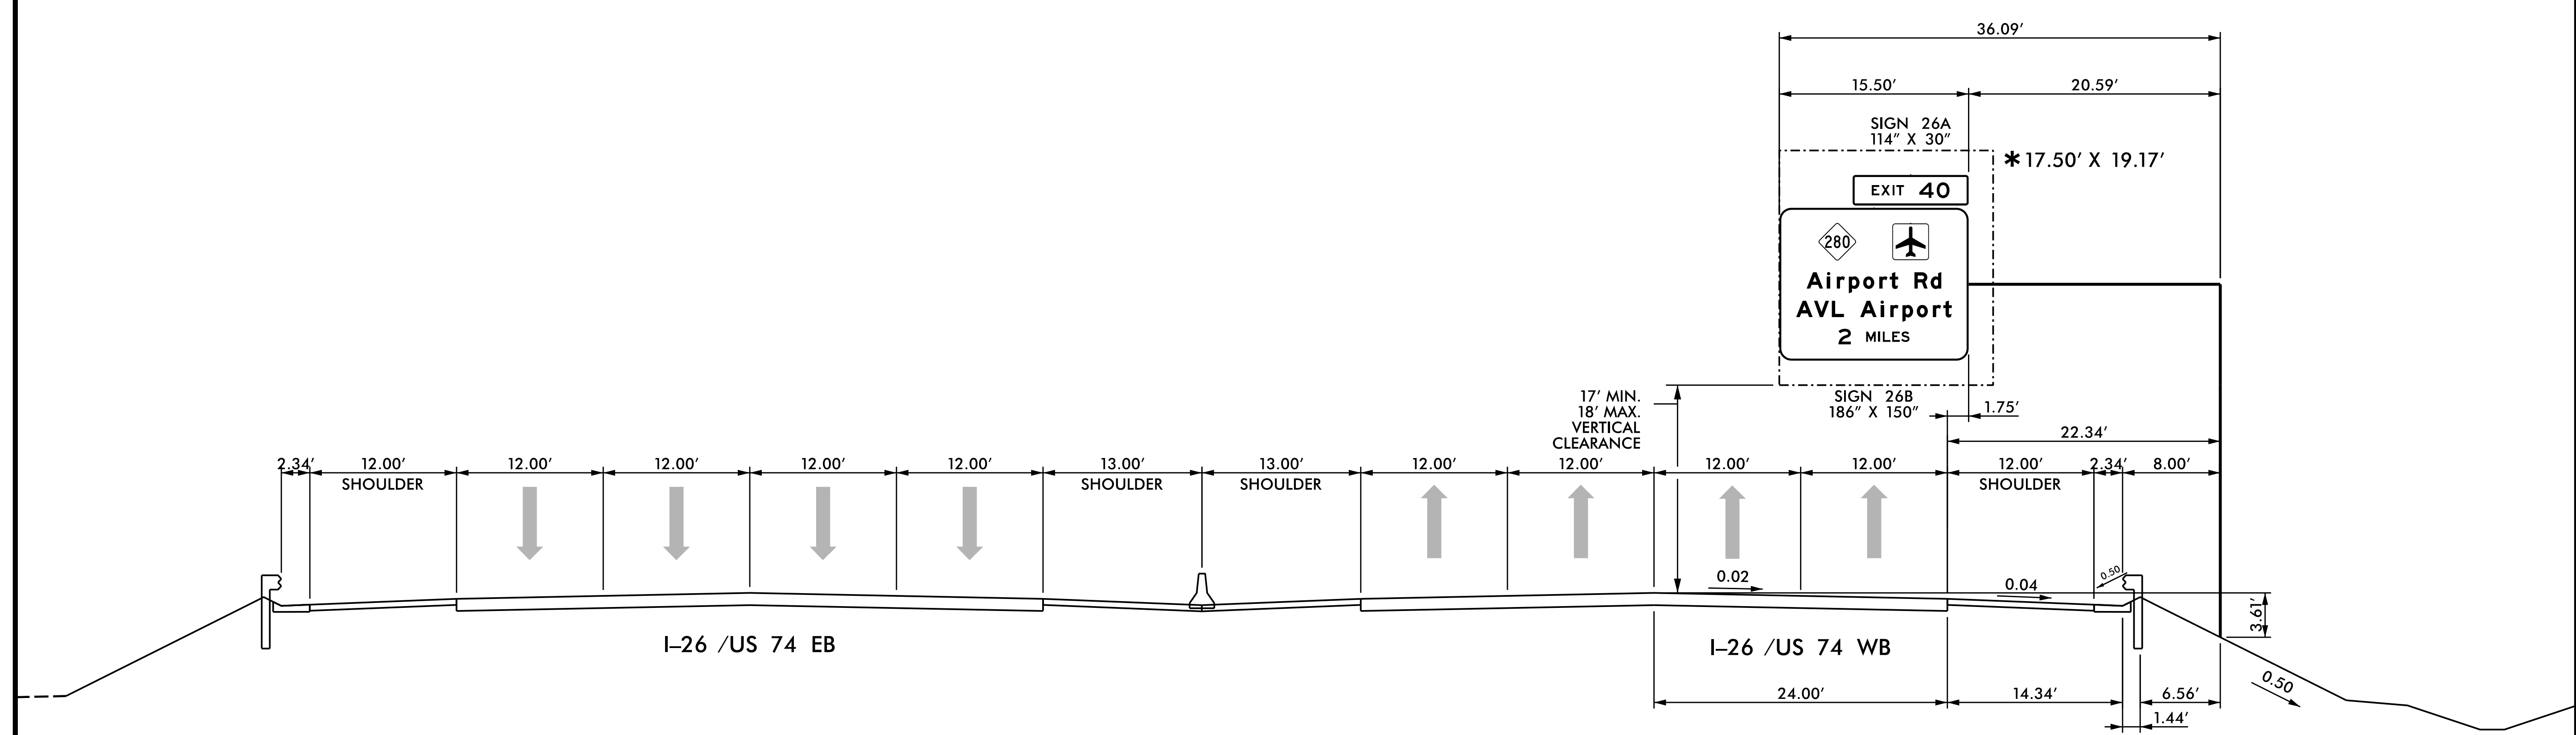 36.09'
15.50' 20.59'
SIGN 26A
114" X 30"
*17.50' X 19.17'
EXIT 40
280
Airport Rd
AVL Airport
2 MILES
SIGN 26B
186" X 150"
1.75'
17' MIN.
18' MAX.
VERTICAL
CLEARANCE
22.34'
2.34' 12.00' 12.00' 12.00' 12.00' 12.00' 13.00' 13.00' 12.00' 12.00' 12.00' 12.00' 12.00' 2.34' 8.00'
SHOULDER SHOULDER SHOULDER SHOULDER
0.02 0.04 0.50
3.61'
I-26 /US 74 EB
I-26 /US 74 WB
0.50
24.00' 14.34' 6.56'
1.44'